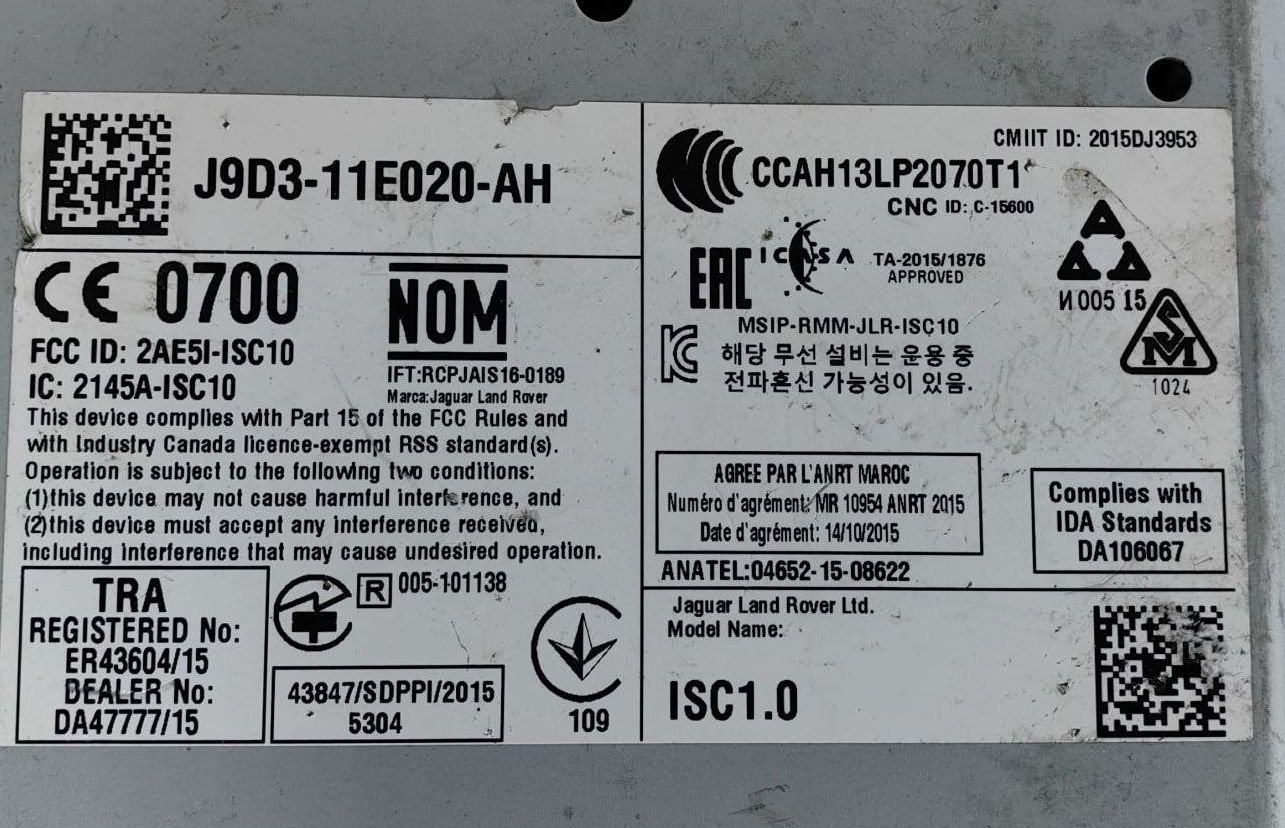 J9D3-11E020-AH
CE 0700
FCC ID: 2AE5I-ISC10
IC: 2145A-ISC10
NOM
IFT:RCPJAIS16-0189
Marca:Jaguar Land Rover
This device complies with Part 15 of the FCC Rules and
with Industry Canada licence-exempt RSS standard(s).
Operation is subject to the following two conditions:
(1)this device may not cause harmful interference, and
(2)this device must accept any interference received,
including interference that may cause undesired operation.
TRA
REGISTERED No:
ER43604/15
DEALER No:
DA47777/15
R 005-101138
43847/SDPPI/2015
5304
109
CMIIT ID: 2015DJ3953
CCAH13LP2070T1
CNC ID: C-15600
EAC
ICASA TA-2015/1876
APPROVED
A
И 005 15
SM
1024
MSIP-RMM-JLR-ISC10
해당 무선 설비는 운용 중
전파혼신 가능성이 있음.
AGREE PAR L'ANRT MAROC
Numéro d'agrément: MR 10954 ANRT 2015
Date d'agrément: 14/10/2015
Complies with
IDA Standards
DA106067
ANATEL:04652-15-08622
Jaguar Land Rover Ltd.
Model Name:
ISC1.0